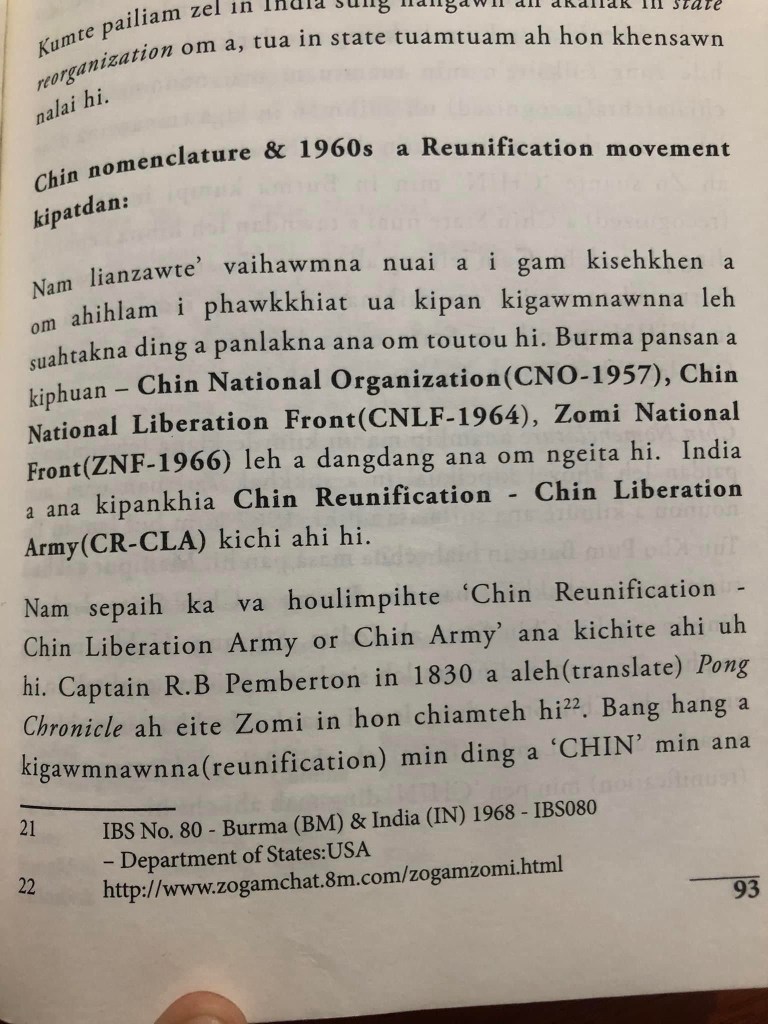 Kumte pailiam zel in India sung nangawn ah akallak in state
reorganization om a, tua in state tuamtuam ah hon khensawn
nalai hi.
Chin nomenclature & 1960s a Reunification movement
kipatdan:
Nam lianzawte’ vaihawmna nuai a i gam kisehkhen a
om ahihlam i phawkkhiat ua kipan kigawmnawnna leh
suahtakna ding a panlakna ana om toutou hi. Burma pansan a
kiphuan – Chin National Organization(CNO-1957), Chin
National Liberation Front(CNLF-1964), Zomi National
Front(ZNF-1966) leh a dangdang ana om ngeita hi. India
a ana kipankhia Chin Reunification - Chin Liberation
Army(CR-CLA) kichi ahi hi.
Nam sepaih ka va houlimpihte ‘Chin Reunification -
Chin Liberation Army or Chin Army’ ana kichite ahi uh
hi. Captain R.B Pemberton in 1830 a aleh(translate) Pong
Chronicle ah eite Zomi in hon chiamteh hi22. Bang hang a
kigawmnawnna(reunification) min ding a ‘CHIN’ min ana
21 IBS No. 80 - Burma (BM) & India (IN) 1968 - IBS080
– Department of States:USA
22 http://www.zogamchat.8m.com/zogamzomi.html
93